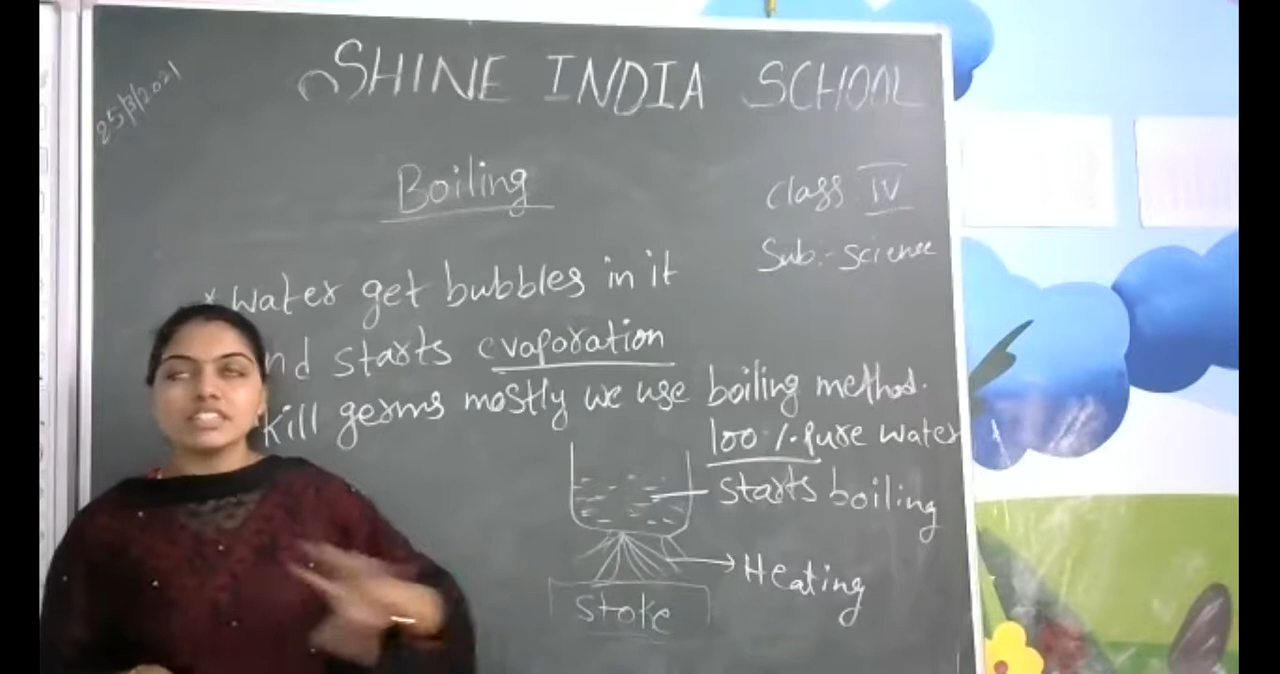 25/3/2021
SHINE INDIA SCHOOL
Boiling
Class IV
Sub:- Science
* water get bubbles in it
nd starts evaporation
kill germs mostly we use boiling method.
100% pure water
starts boiling
Heating
Stoke